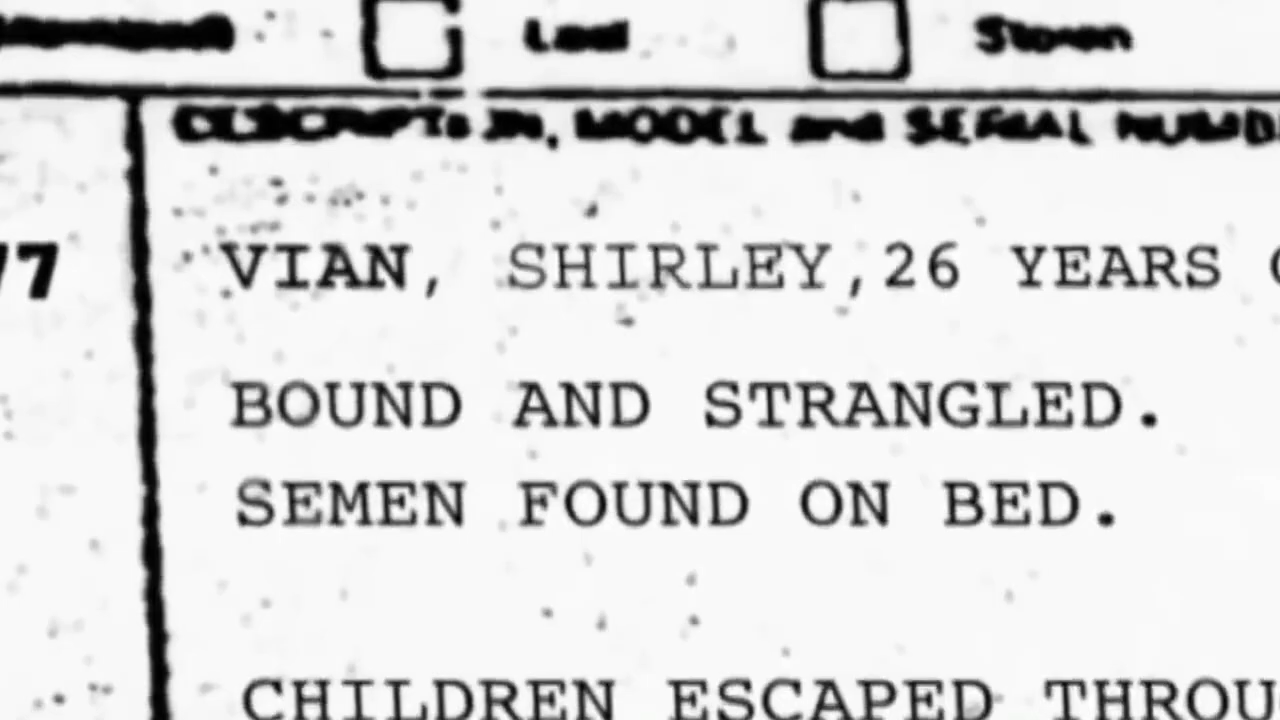 Lost Stolen
DESCRIPTION, MODEL and SERIAL
77 VIAN, SHIRLEY,26 YEARS
BOUND AND STRANGLED.
SEMEN FOUND ON BED.
CHILDREN ESCAPED